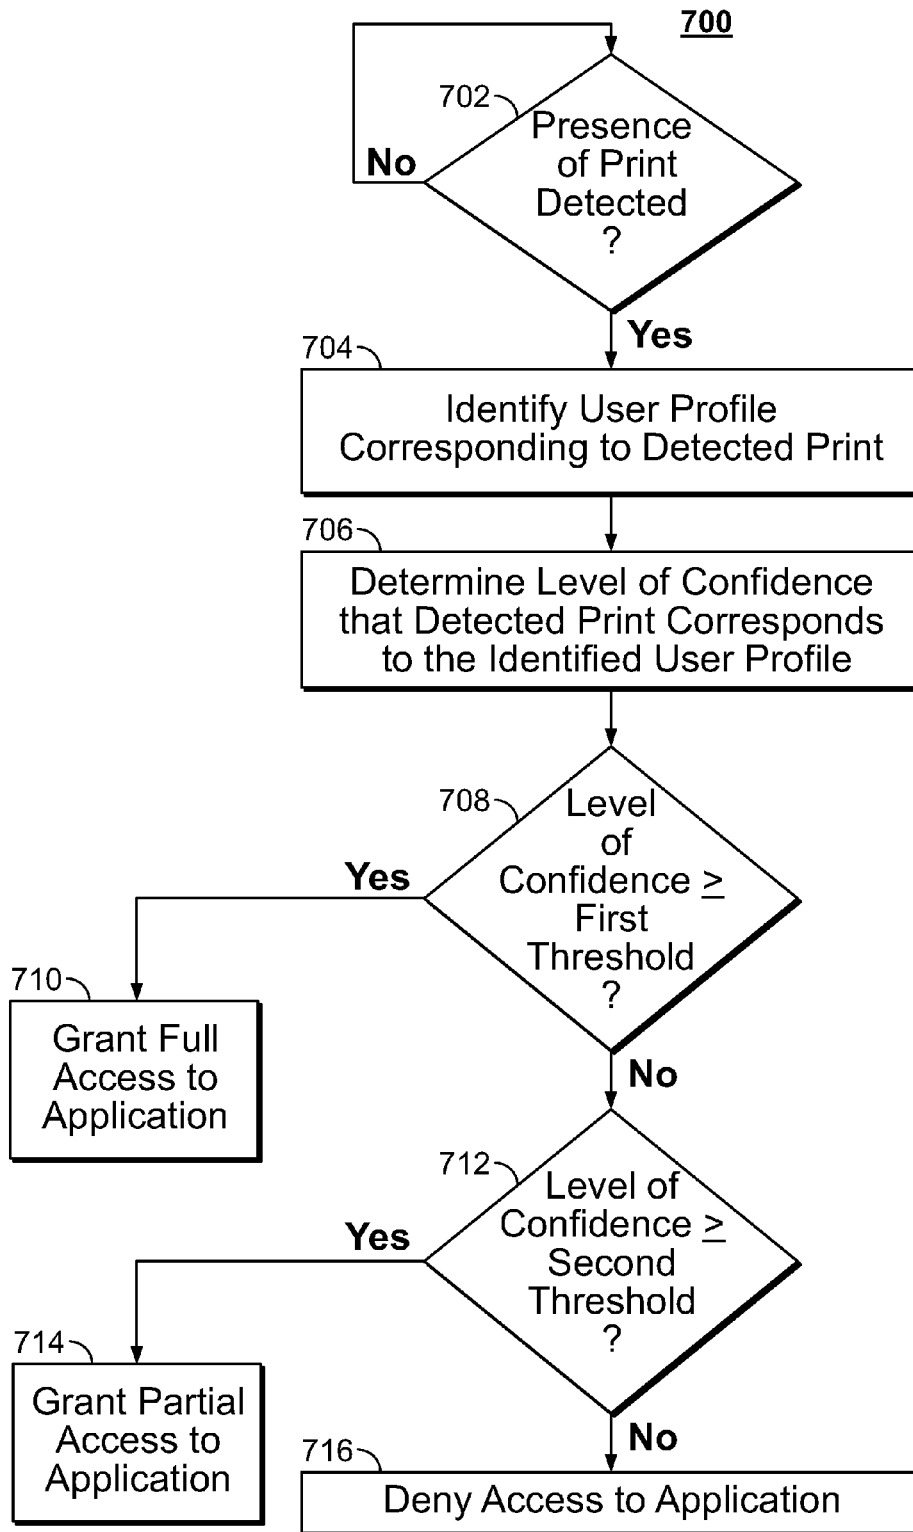 700
702
Presence
of Print
Detected
?
No
Yes
704
Identify User Profile
Corresponding to Detected Print
706
Determine Level of Confidence
that Detected Print Corresponds
to the Identified User Profile
708
Level
of
Confidence ≥
First
Threshold
?
Yes
710
Grant Full
Access to
Application
No
712
Level of
Confidence ≥
Second
Threshold
?
Yes
714
Grant Partial
Access to
Application
No
716
Deny Access to Application